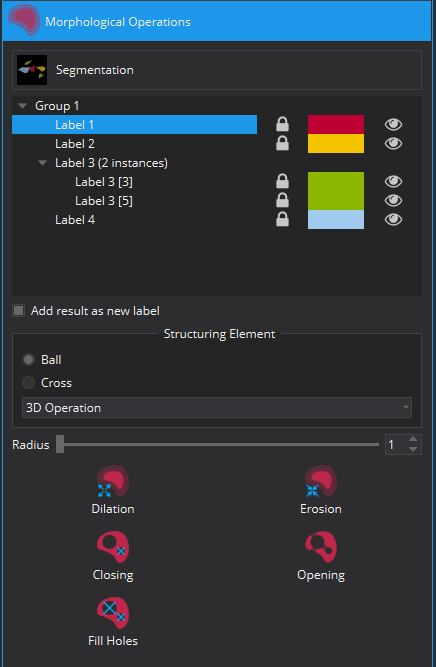 Morphological Operations
Segmentation
Group 1
Label 1
Label 2
Label 3 (2 instances)
Label 3 [3]
Label 3 [5]
Label 4
Add result as new label
Structuring Element
Ball
Cross
3D Operation
Radius 1
Dilation Erosion
Closing Opening
Fill Holes